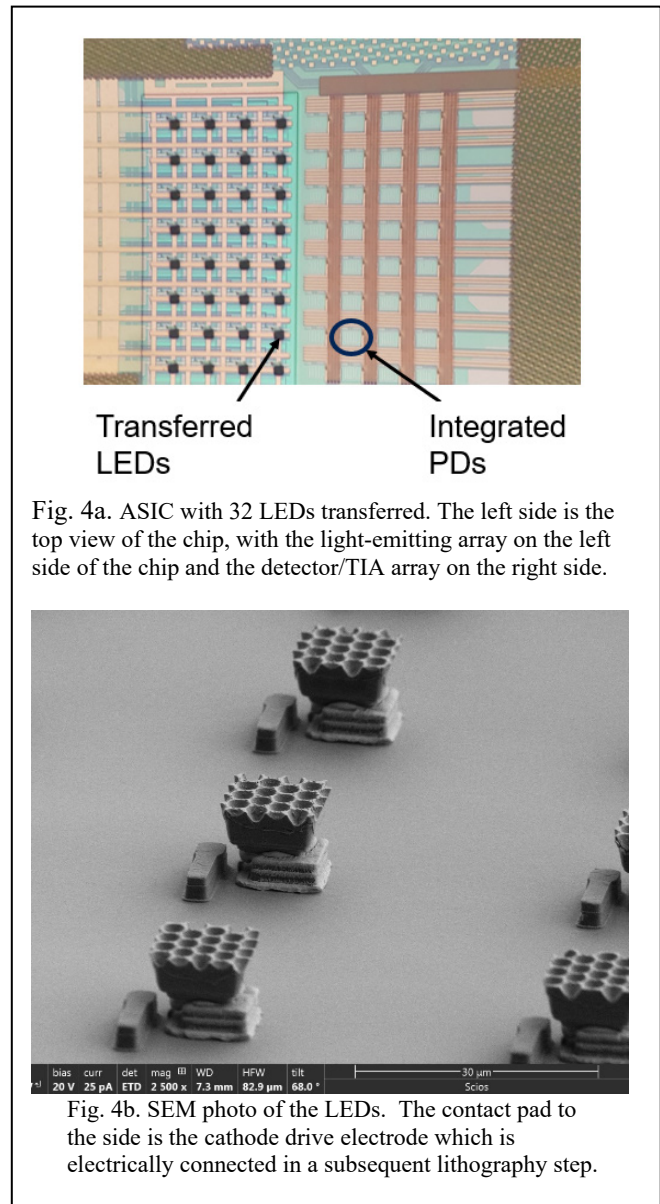 Transferred LEDs
Integrated PDs
Fig. 4a. ASIC with 32 LEDs transferred. The left side is the
top view of the chip, with the light-emitting array on the left
side of the chip and the detector/TIA array on the right side.
bias curr det mag WD HFW tilt 30 µm
20 V 25 pA ETD 2 500 x 7.3 mm 82.9 µm 68.0 ° Scios
Fig. 4b. SEM photo of the LEDs. The contact pad to
the side is the cathode drive electrode which is
electrically connected in a subsequent lithography step.